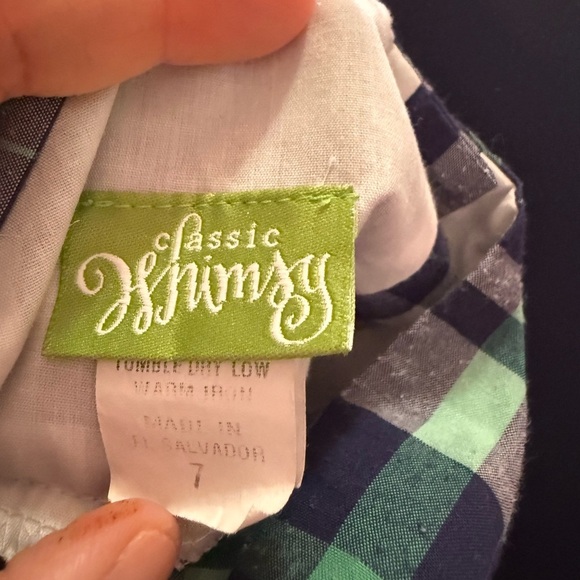 classic
Whimsy
TUMBLE DRY LOW
WARM IRON
MADE IN
EL SALVADOR
7